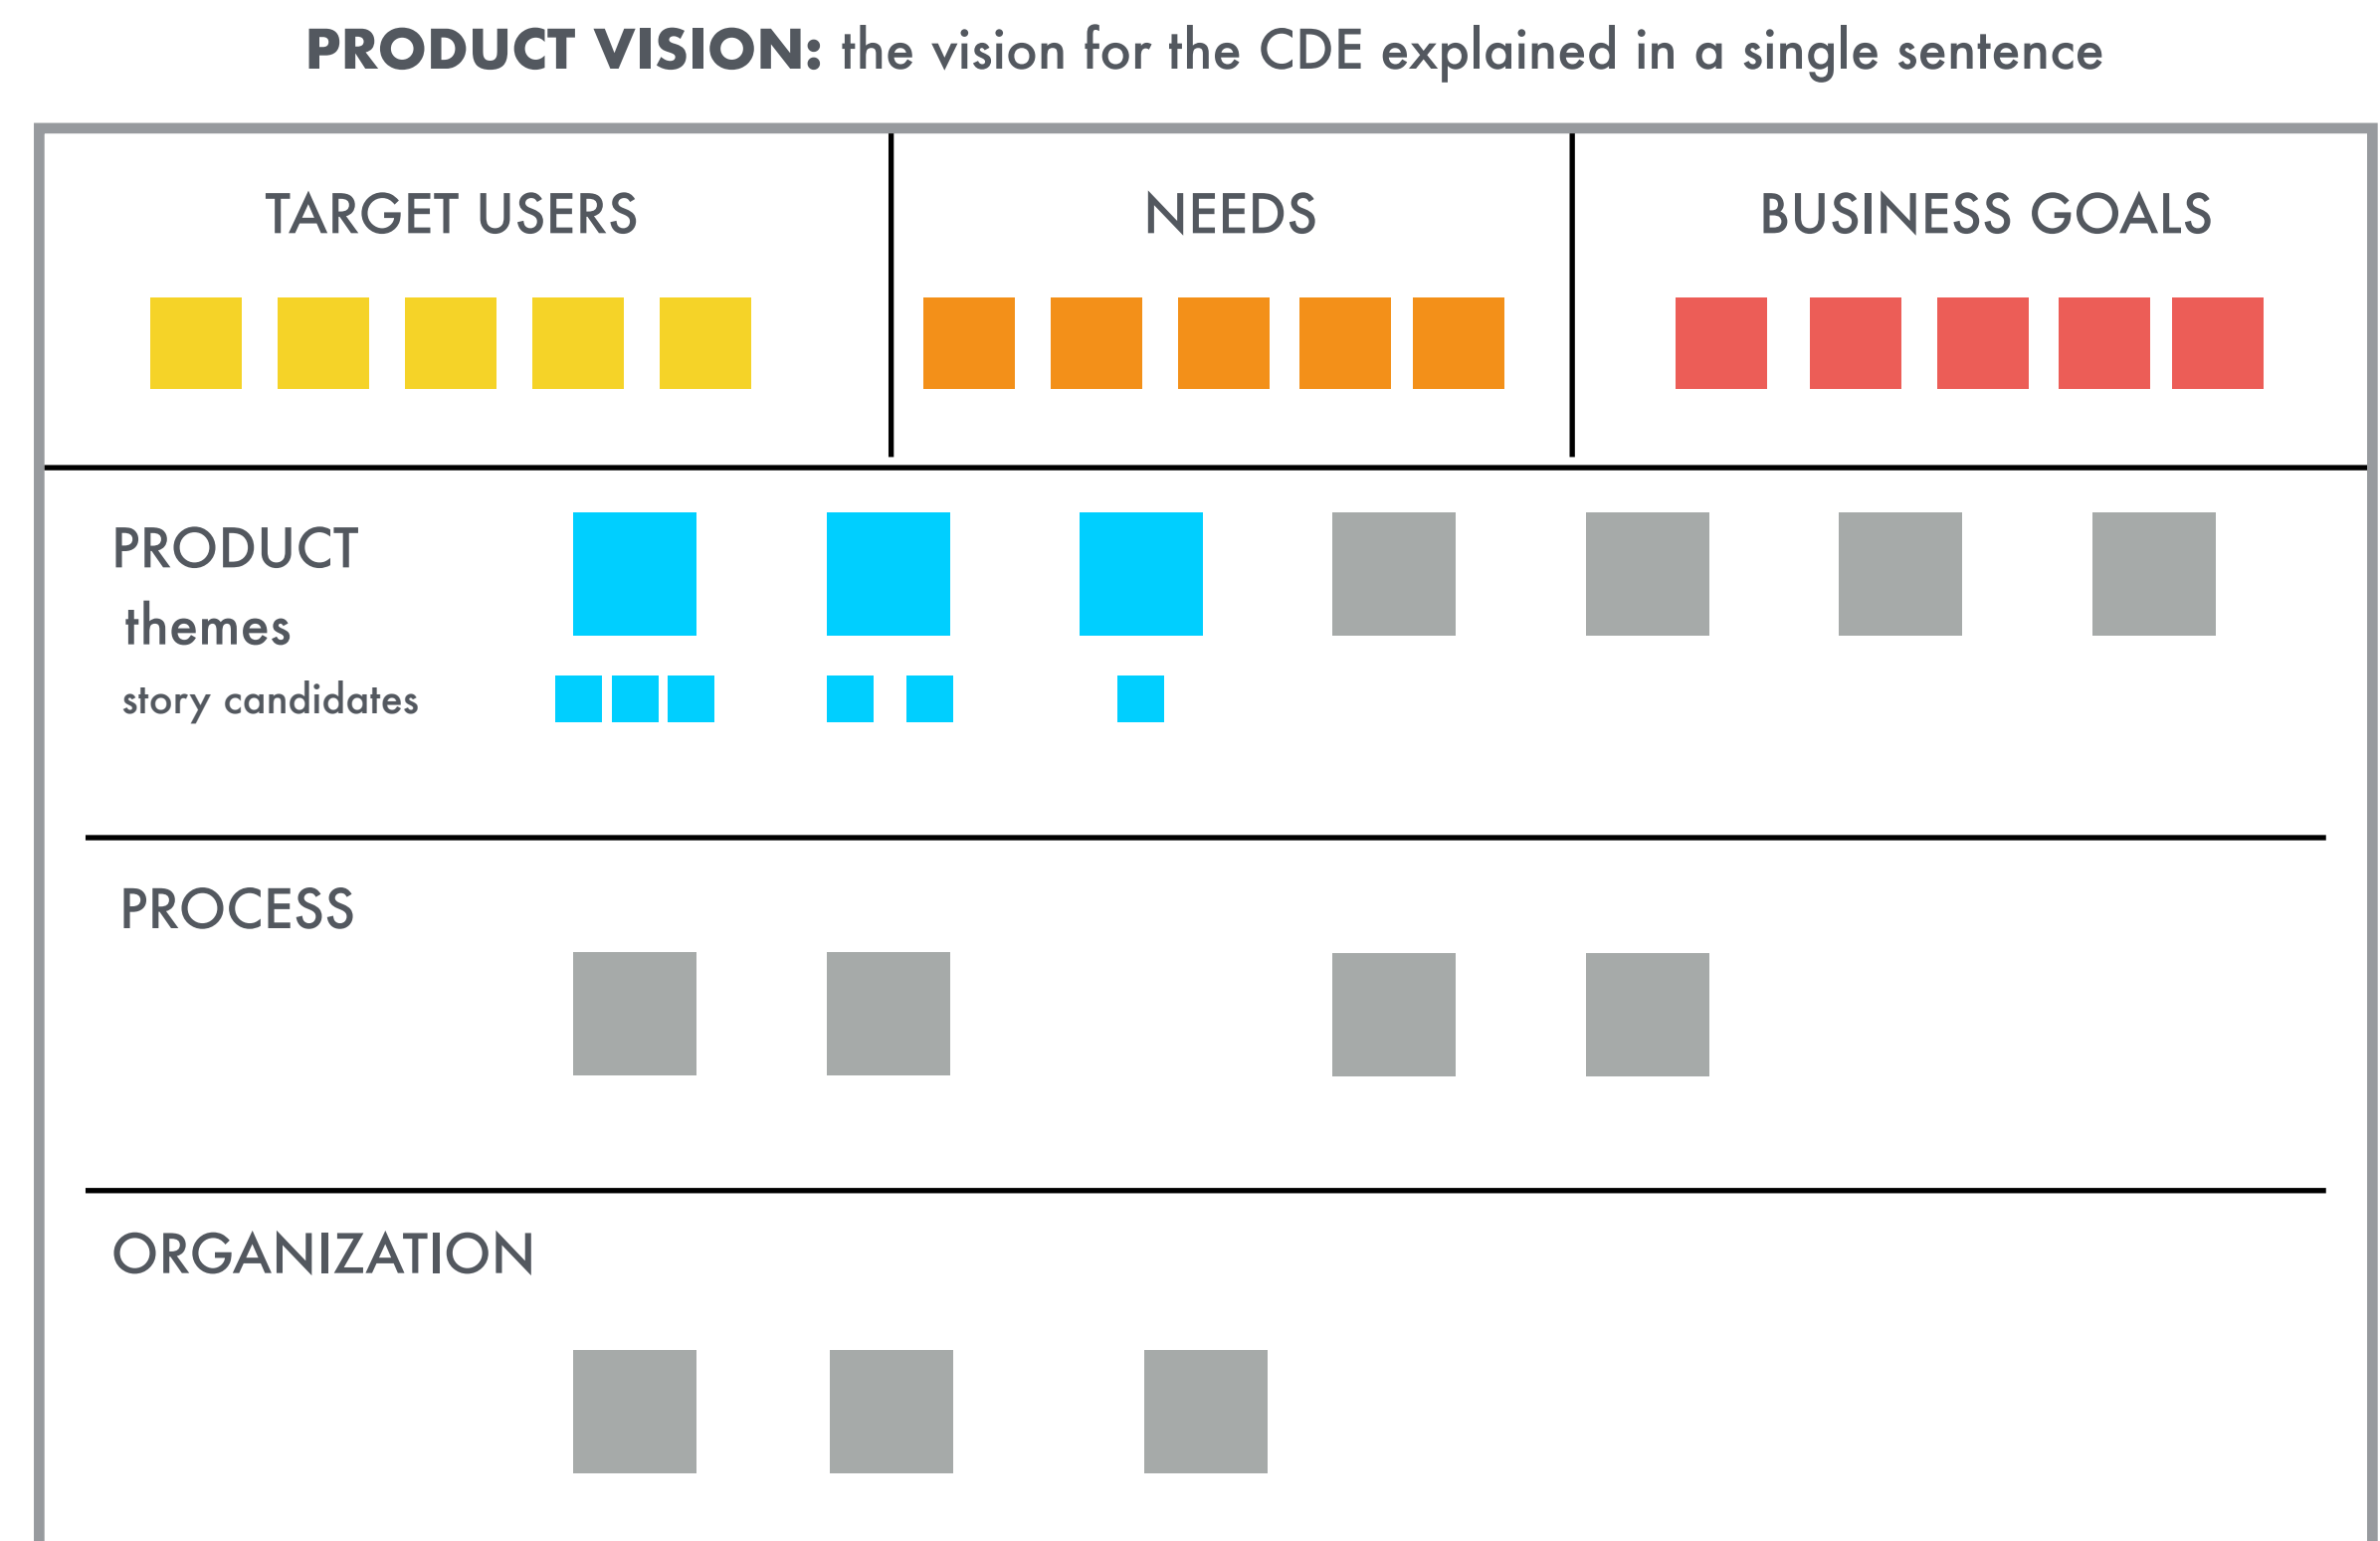 PRODUCT VISION: the vision for the CDE explained in a single sentence
TARGET USERS
NEEDS
BUSINESS GOALS
PRODUCT
themes
story candidates
PROCESS
ORGANIZATION